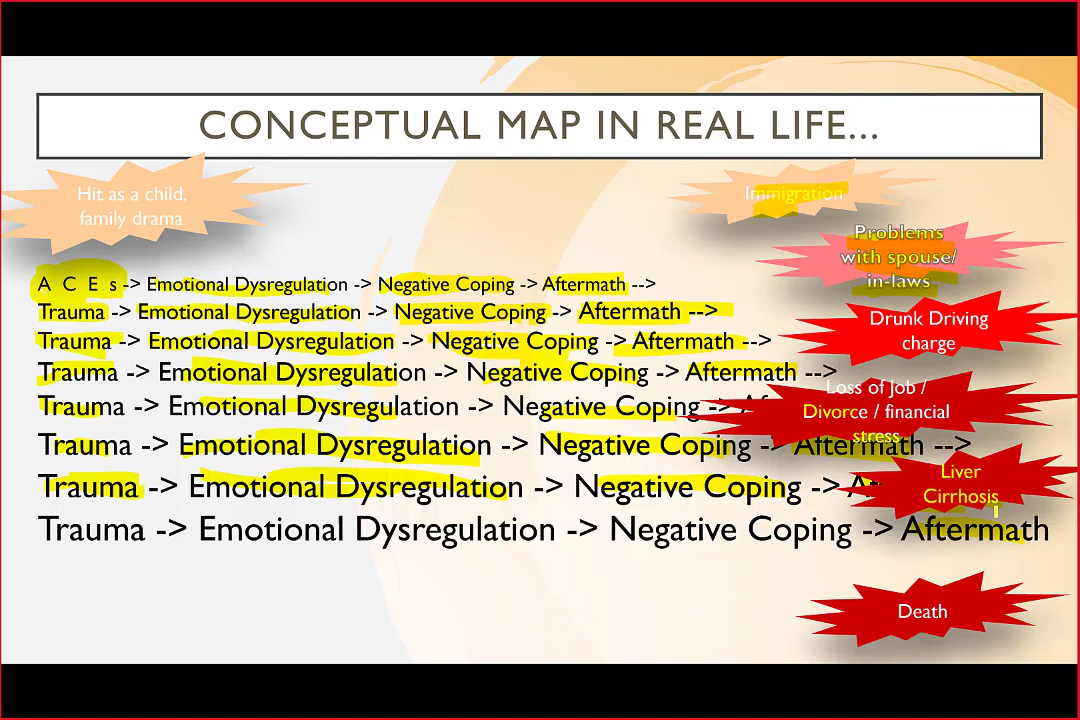 CONCEPTUAL MAP IN REAL LIFE...
Hit as a child,
family drama
Immigration
Problems
with spouse/
in-laws
A C E s -> Emotional Dysregulation -> Negative Coping -> Aftermath -->
Trauma -> Emotional Dysregulation -> Negative Coping -> Aftermath -->
Drunk Driving
charge
Trauma -> Emotional Dysregulation -> Negative Coping -> Aftermath -->
Trauma -> Emotional Dysregulation -> Negative Coping -> Aftermath -->
Loss of Job /
Divorce / financial
stress
Trauma -> Emotional Dysregulation -> Negative Coping ->
Trauma -> Emotional Dysregulation -> Negative Coping -> Aftermath -->
Liver
Cirrhosis
Trauma -> Emotional Dysregulation -> Negative Coping ->
Trauma -> Emotional Dysregulation -> Negative Coping -> Aftermath
Death